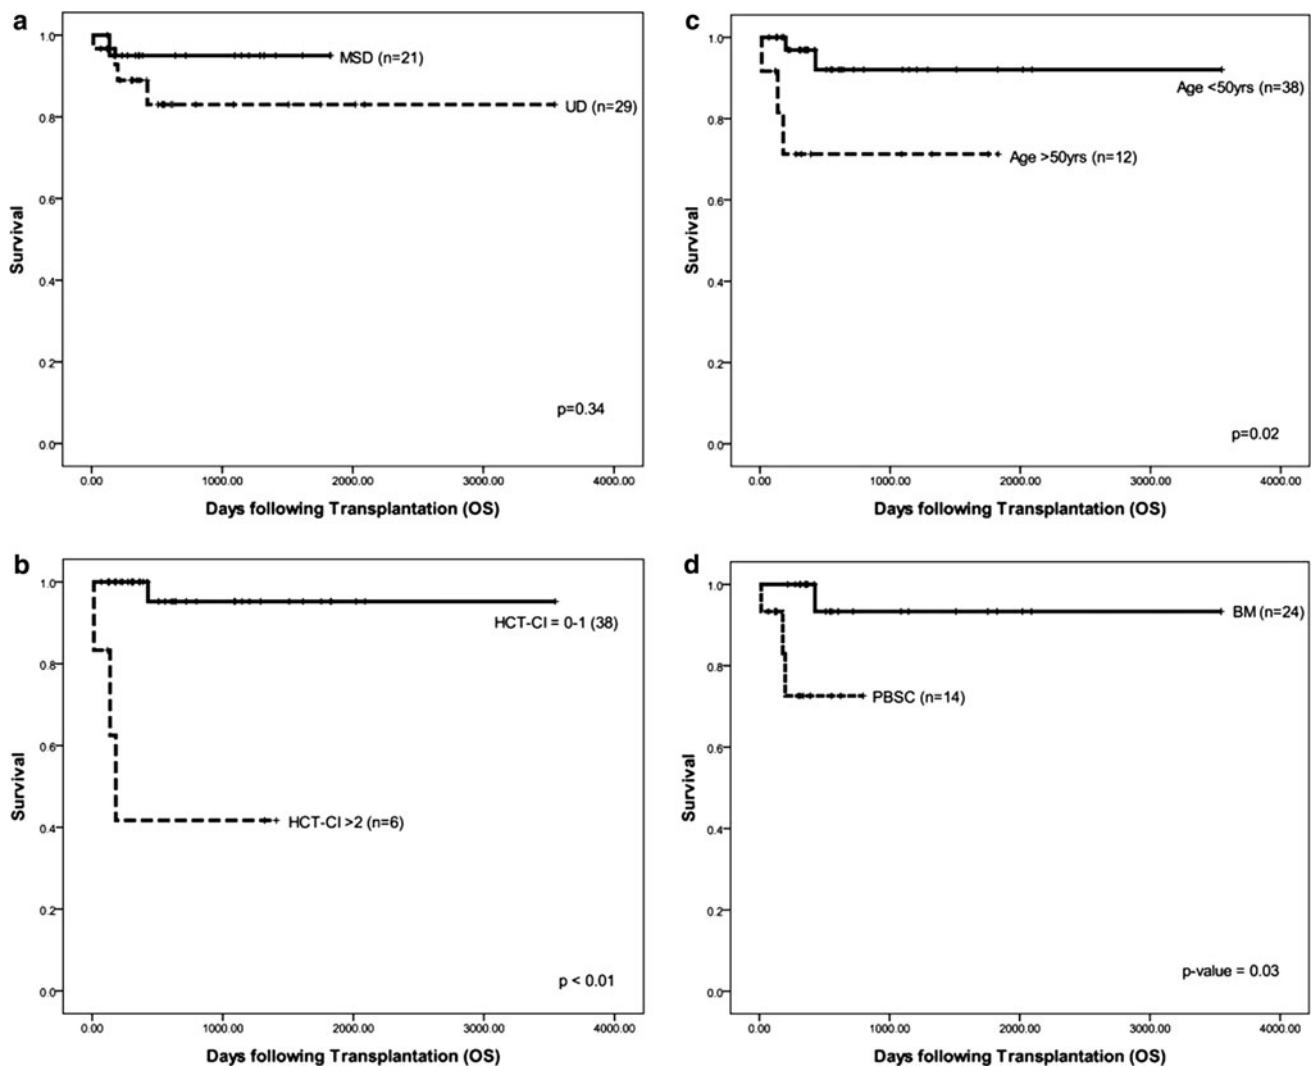 a
1.0
0.8
0.6
0.4
0.2
0.0
Survival
MSD (n=21)
UD (n=29)
p=0.34
0.00 1000.00 2000.00 3000.00 4000.00
Days following Transplantation (OS)
c
1.0
0.8
0.6
0.4
0.2
0.0
Survival
Age <50yrs (n=38)
Age >50yrs (n=12)
p=0.02
0.00 1000.00 2000.00 3000.00 4000.00
Days following Transplantation (OS)
b
1.0
0.8
0.6
0.4
0.2
0.0
Survival
HCT-CI = 0-1 (38)
HCT-CI >2 (n=6)
p < 0.01
0.00 1000.00 2000.00 3000.00 4000.00
Days following Transplantation (OS)
d
1.0
0.8
0.6
0.4
0.2
0.0
Survival
BM (n=24)
PBSC (n=14)
p-value = 0.03
0.00 1000.00 2000.00 3000.00 4000.00
Days following Transplantation (OS)